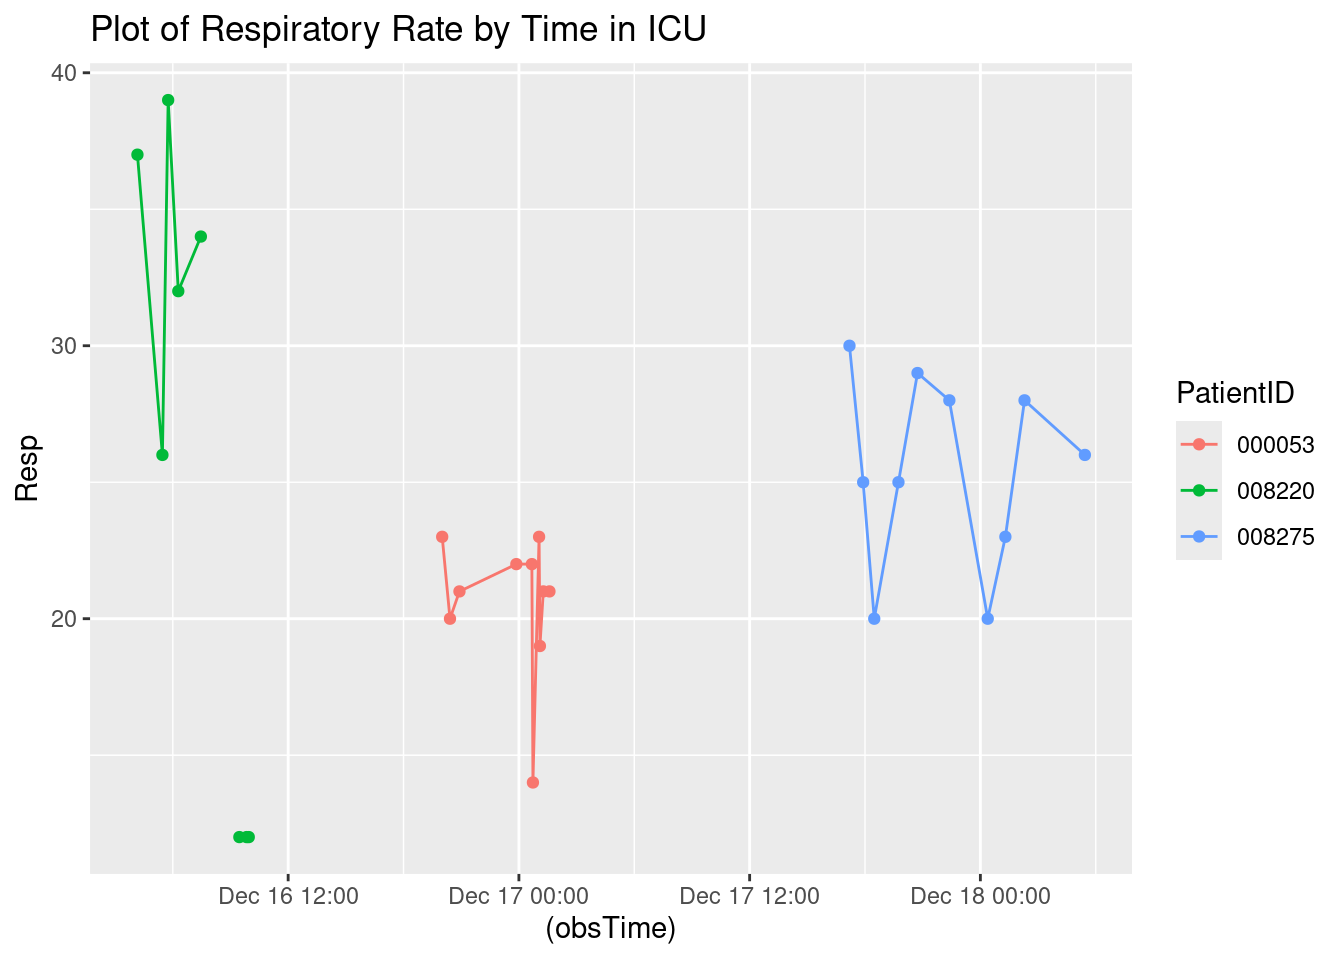 Plot of Respiratory Rate by Time in ICU
40
30
20
Resp
Dec 16 12:00
Dec 17 00:00
Dec 17 12:00
Dec 18 00:00
(obsTime)
PatientID
000053
008220
008275